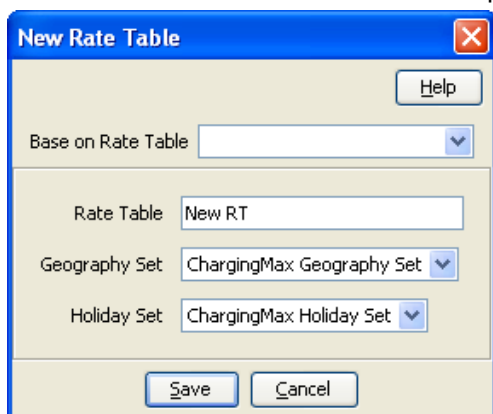 New Rate Table
Help
Base on Rate Table
Rate Table New RT
Geography Set ChargingMax Geography Set
Holiday Set ChargingMax Holiday Set
Save Cancel